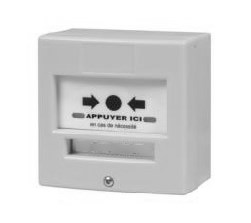 APPUYER ICI
en cas de nécessité